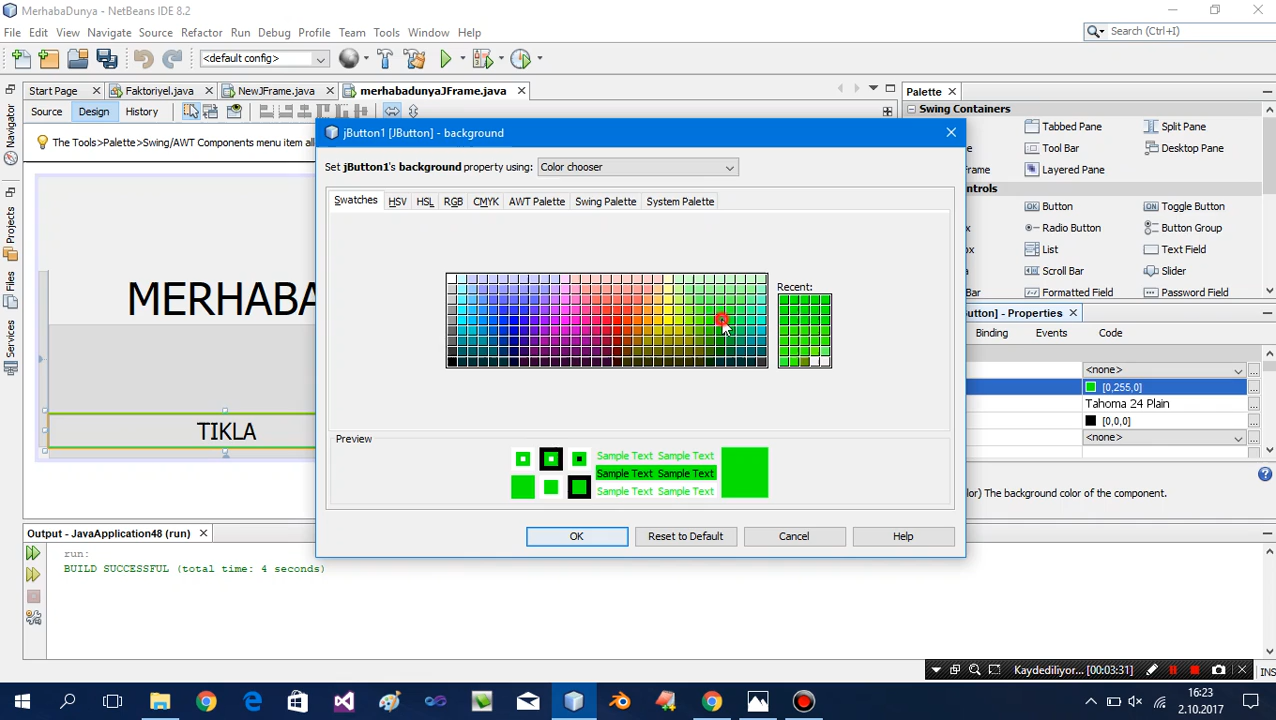 MerhabaDunya - NetBeans IDE 8.2
File Edit View Navigate Source Refactor Run Debug Profile Team Tools Window Help
Search (Ctrl+I)
<default config>
Start Page
Faktoriyel.java
NewJFrame.java
merhabadunyaJFrame.java
Palette
Source Design History
Swing Containers
The Tools>Palette>Swing/AWT Components menu item all
Tabbed Pane
Split Pane
Tool Bar
Desktop Pane
Layered Pane
Button
Toggle Button
Radio Button
Button Group
List
Text Field
Scroll Bar
Slider
Formatted Field
Password Field
Navigator
Projects
Files
Services
jButton1 [JButton] - background
Set jButton1's background property using: Color chooser
Swatches HSV HSL RGB CMYK AWT Palette Swing Palette System Palette
Recent:
Preview
Sample Text Sample Text
Sample Text Sample Text
Sample Text Sample Text
OK Reset to Default Cancel Help
MERHABA
TIKLA
- Properties
Binding Events Code
<none>
[0,255,0]
Tahoma 24 Plain
[0,0,0]
<none>
The background color of the component.
Output - JavaApplication48 (run)
run:
BUILD SUCCESSFUL (total time: 4 seconds)
Kaydediliyor... [00:03:31]
INS
16:23
2.10.2017